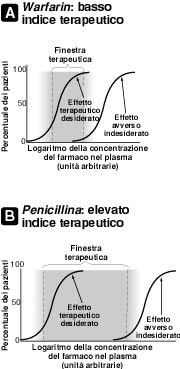 A Warfarin: basso
indice terapeutico
Finestra
terapeutica
Percentuale dei pazienti
100
50
0
Effetto
terapeutico
desiderato
Effetto
avverso
indesiderato
Logaritmo della concentrazione
del farmaco nel plasma
(unità arbitrarie)
B Penicillina: elevato
indice terapeutico
Finestra
terapeutica
Percentuale dei pazienti
100
50
0
Effetto
terapeutico
desiderato
Effetto
avverso
indesiderato
Logaritmo della concentrazione
del farmaco nel plasma
(unità arbitrarie)